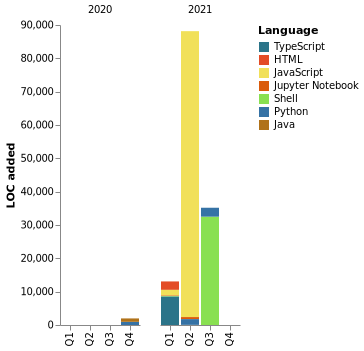 2020
2021
LOC added
90,000
80,000
70,000
60,000
50,000
40,000
30,000
20,000
10,000
0
Q1
Q2
Q3
Q4
Q1
Q2
Q3
Q4
Language
TypeScript
HTML
JavaScript
Jupyter Notebook
Shell
Python
Java